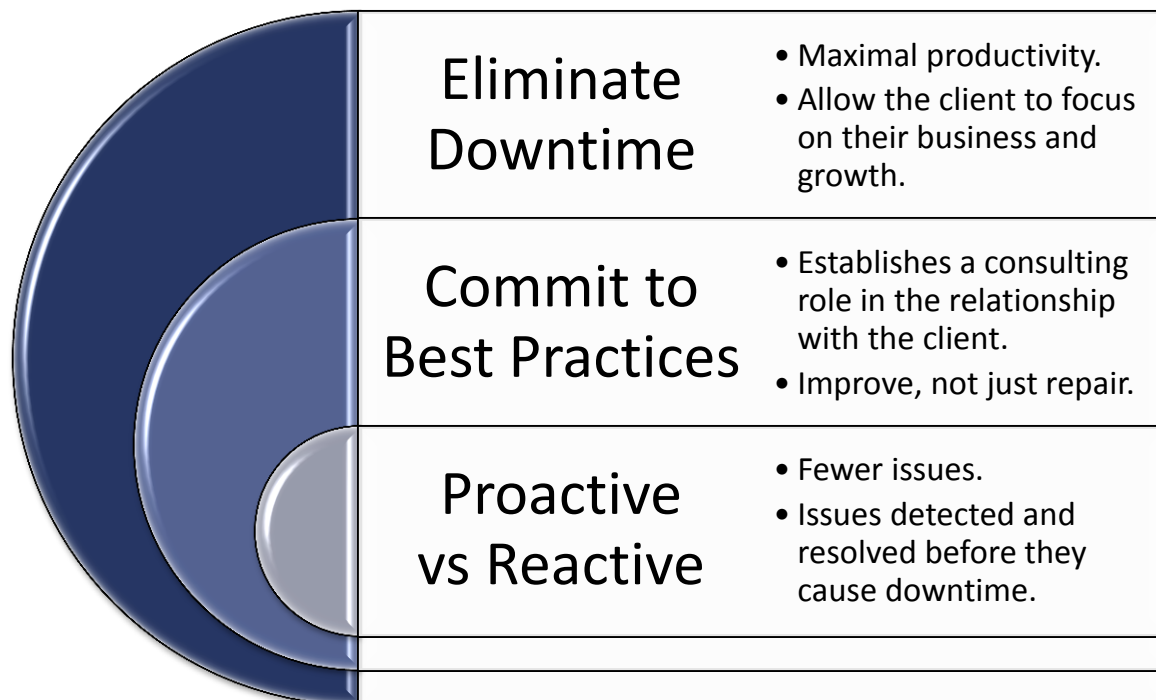 Eliminate
Downtime
• Maximal productivity.
• Allow the client to focus
on their business and
growth.
Commit to
Best Practices
• Establishes a consulting
role in the relationship
with the client.
• Improve, not just repair.
Proactive
vs Reactive
• Fewer issues.
• Issues detected and
resolved before they
cause downtime.